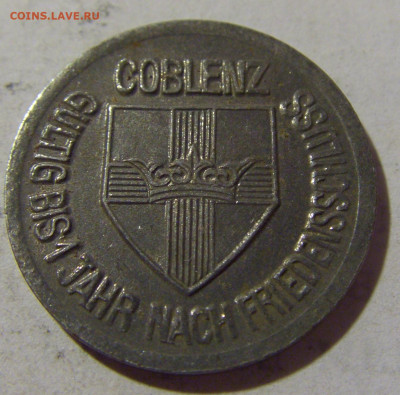 COINS.LAVE.RU
COBLENZ
GÜLTIG BIS 1 JAHR NACH FRIEDENSSCHLUSS